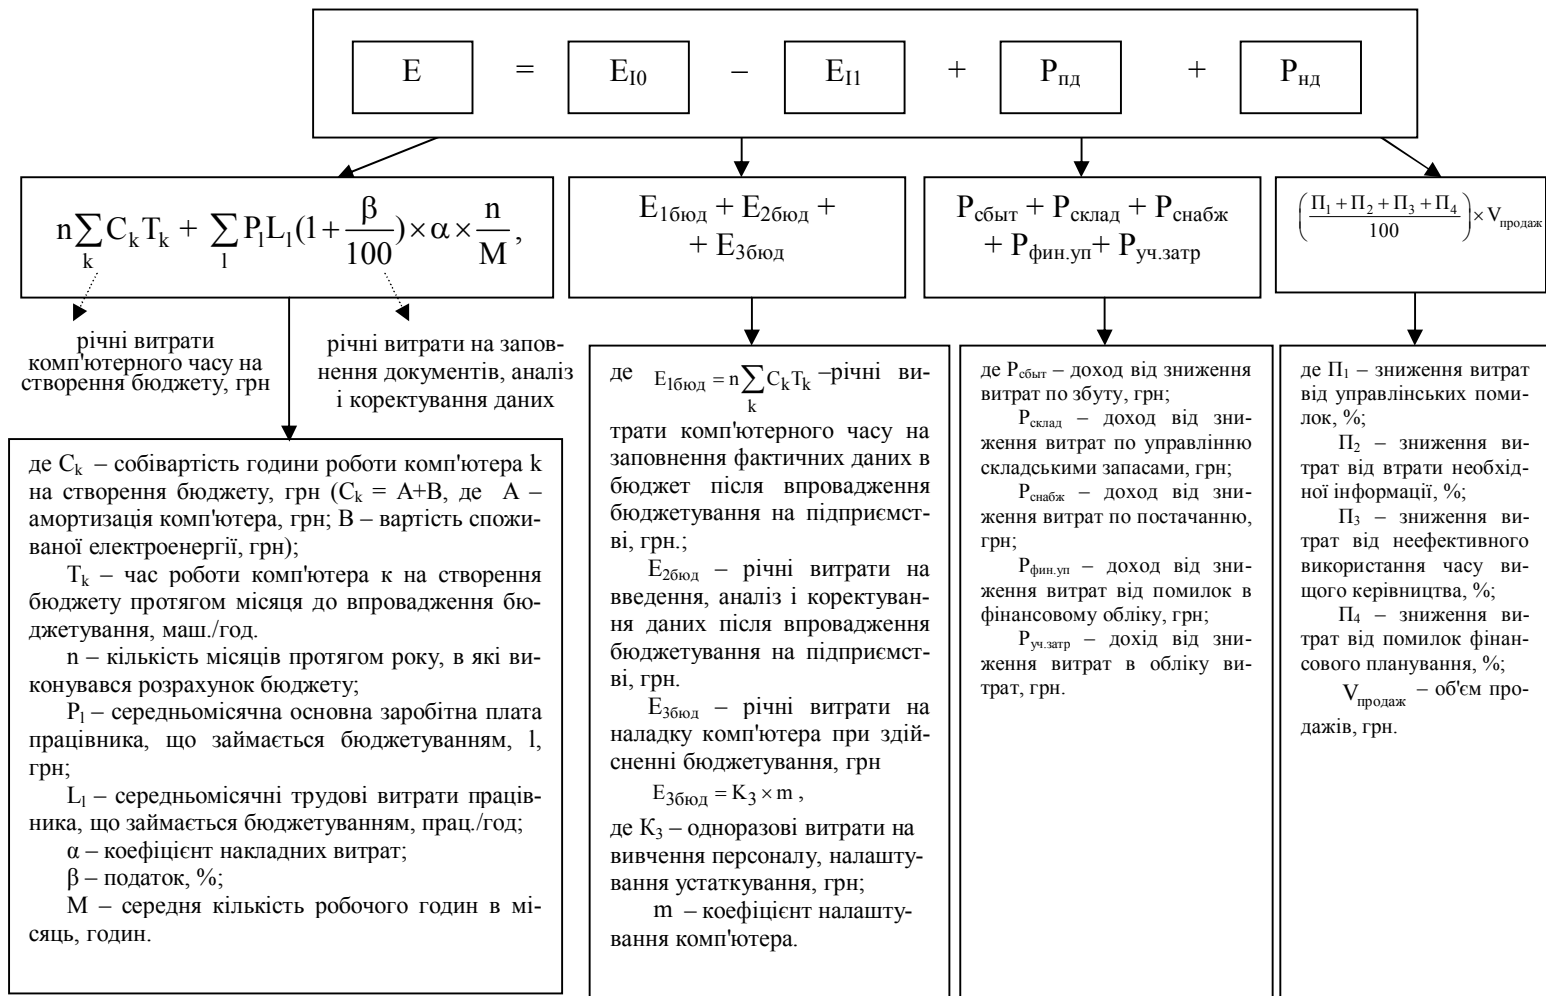 E = E_I0 – E_I1 + P_пд + P_нд
n∑_k C_k T_k + ∑_l P_l L_l (1 + β/100) × α × n/M,
E_1бюд + E_2бюд +
+ E_3бюд
P_сбыт + P_склад + P_снабж
+ P_фин.уп+ P_уч.затр
((П_1 + П_2 + П_3 + П_4)/100) × V_продаж
річні витрати
комп'ютерного часу на
створення бюджету, грн
річні витрати на запов-
нення документів, аналіз
і коректування даних
де C_k – собівартість години роботи комп'ютера k
на створення бюджету, грн (C_k = A+B, де A –
амортизація комп'ютера, грн; B – вартість спожи-
ваної електроенергії, грн);
T_k – час роботи комп'ютера к на створення
бюджету протягом місяця до впровадження бю-
джетування, маш./год.
n – кількість місяців протягом року, в які ви-
конувався розрахунок бюджету;
P_l – середньомісячна основна заробітна плата
працівника, що займається бюджетуванням, l,
грн;
L_l – середньомісячні трудові витрати праців-
ника, що займається бюджетуванням, прац./год;
α – коефіцієнт накладних витрат;
β – податок, %;
M – середня кількість робочого годин в мі-
сяць, годин.
де E_1бюд = n∑_k C_k T_k –річні ви-
трати комп'ютерного часу на
заповнення фактичних даних в
бюджет після впровадження
бюджетування на підприємст-
ві, грн.;
E_2бюд – річні витрати на
введення, аналіз і коректуван-
ня даних після впровадження
бюджетування на підприємст-
ві, грн.
E_3бюд – річні витрати на
наладку комп'ютера при здій-
сненні бюджетування, грн
E_3бюд = K_3 × m ,
де К_3 – одноразові витрати на
вивчення персоналу, налашту-
вання устаткування, грн;
m – коефіцієнт налашту-
вання комп'ютера.
де P_сбыт – доход від зниження
витрат по збуту, грн;
P_склад – доход від зни-
ження витрат по управлінню
складськими запасами, грн;
P_снабж – доход від зни-
ження витрат по постачанню,
грн;
P_фин.уп – доход від зни-
ження витрат від помилок в
фінансовому обліку, грн;
P_уч.затр – дохід від зни-
ження витрат в обліку ви-
трат, грн.
де П_1 – зниження витрат
від управлінських поми-
лок, %;
П_2 – зниження ви-
трат від втрати необхід-
ної інформації, %;
П_3 – зниження ви-
трат від неефективного
використання часу ви-
щого керівництва, %;
П_4 – зниження ви-
трат від помилок фінан-
сового планування, %;
V_продаж – об'єм про-
дажів, грн.